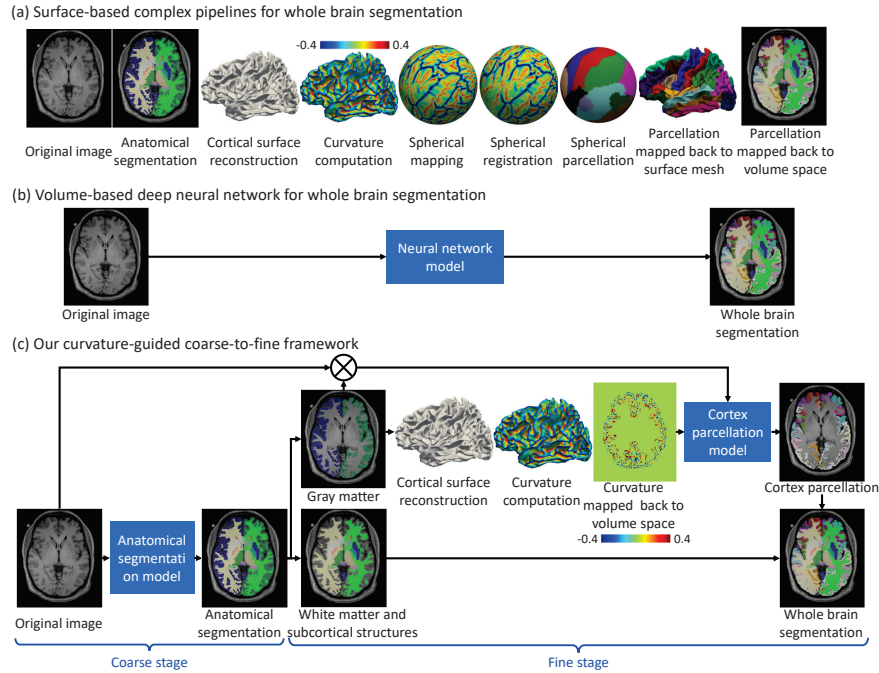 (a) Surface-based complex pipelines for whole brain segmentation
-0.4 0.4
Original image
Anatomical
segmentation
Cortical surface
reconstruction
Curvature
computation
Spherical
mapping
Spherical
registration
Spherical
parcellation
Parcellation
mapped back to
surface mesh
Parcellation
mapped back to
volume space
(b) Volume-based deep neural network for whole brain segmentation
Original image
Neural network
model
Whole brain
segmentation
(c) Our curvature-guided coarse-to-fine framework
Gray matter
Cortical surface
reconstruction
Curvature
computation
Curvature
mapped back to
volume space
-0.4 0.4
Cortex
parcellation
model
Cortex parcellation
Original image
Anatomical
segmentati
on model
Anatomical
segmentation
White matter and
subcortical structures
Whole brain
segmentation
Coarse stage
Fine stage